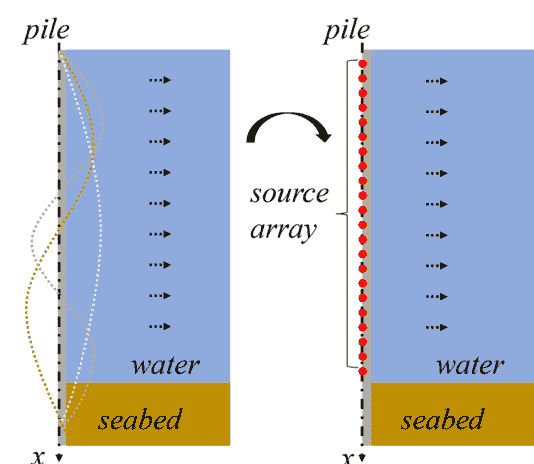 pile
pile
source
array
water
water
seabed
seabed
x
x